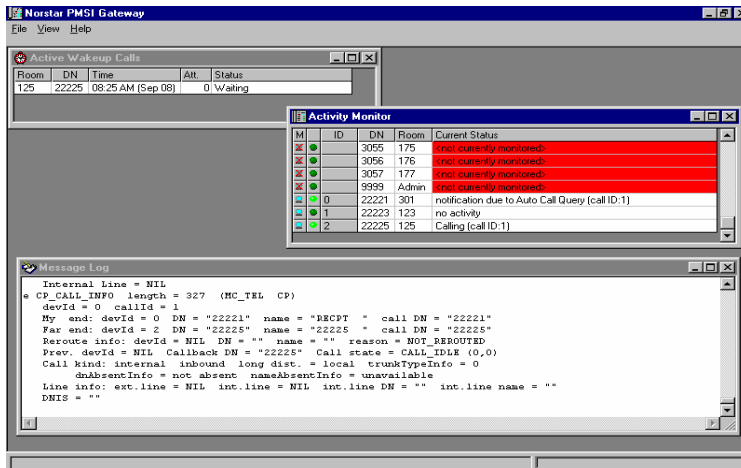 Norstar PMSI Gateway
File View Help
Active Wakeup Calls
Room DN Time Att. Status
125 22225 08:25 AM (Sep 08) 0 Waiting
Activity Monitor
M ID DN Room Current Status
3055 175 <not currently monitored>
3056 176 <not currently monitored>
3057 177 <not currently monitored>
9999 Admin <not currently monitored>
0 22221 301 notification due to Auto Call Query (call ID:1)
1 22223 123 no activity
2 22225 125 Calling (call ID:1)
Message Log
Internal Line = NIL
e CP_CALL_INFO length = 327 (MC_TEL CP)
devId = 0 callId = 1
My end: devId = 0 DN = "22221" name = "RECPT " call DN = "22221"
Far end: devId = 2 DN = "22225" name = "22225 " call DN = "22225"
Reroute info: devId = NIL DN = "" name = "" reason = NOT_REROUTED
Prev. devId = NIL Callback DN = "22225" Call state = CALL_IDLE (0,0)
Call kind: internal inbound long dist. = local trunkTypeInfo = 0
dnAbsentInfo = not absent nameAbsentInfo = unavailable
Line info: ext.line = NIL int.line = NIL int.line DN = "" int.line name = ""
DNIS = ""